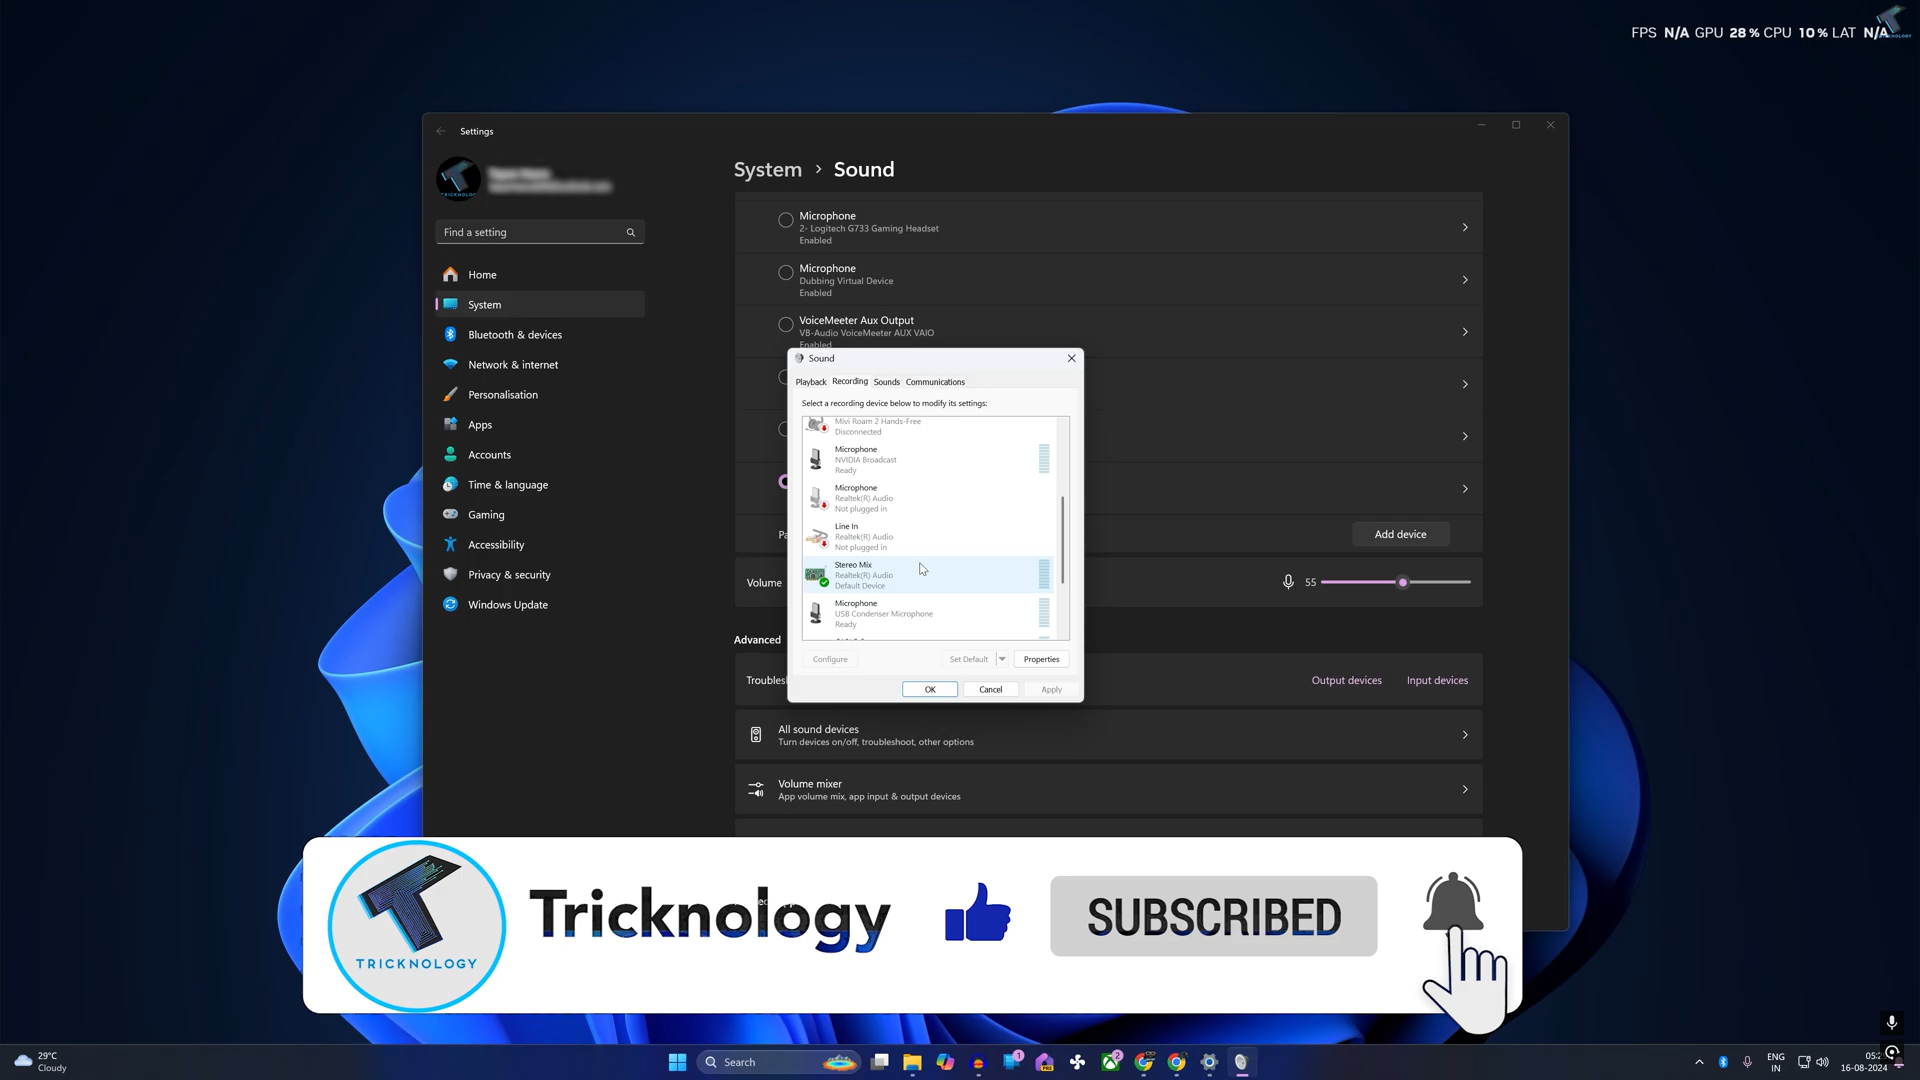 FPS N/A GPU 28 % CPU 10 % LAT N/A
Settings
Find a setting
Home
System
Bluetooth & devices
Network & internet
Personalisation
Apps
Accounts
Time & language
Gaming
Accessibility
Privacy & security
Windows Update
System > Sound
Microphone
2- Logitech G733 Gaming Headset
Enabled
Microphone
Dubbing Virtual Device
Enabled
VoiceMeeter Aux Output
VB-Audio VoiceMeeter AUX VAIO
Enabled
Add device
Volume
55
Advanced
Output devices
Input devices
All sound devices
Turn devices on/off, troubleshoot, other options
Volume mixer
App volume mix, app input & output devices
Sound
Playback Recording Sounds Communications
Select a recording device below to modify its settings:
Mivi Roam 2 Hands-Free
Disconnected
Microphone
NVIDIA Broadcast
Ready
Microphone
Realtek(R) Audio
Not plugged in
Line In
Realtek(R) Audio
Not plugged in
Stereo Mix
Realtek(R) Audio
Default Device
Microphone
USB Condenser Microphone
Ready
Configure
Set Default
Properties
OK
Cancel
Apply
TRICKNOLOGY
Tricknology
SUBSCRIBED
29°C
Cloudy
Search
ENG
IN
16-08-2024